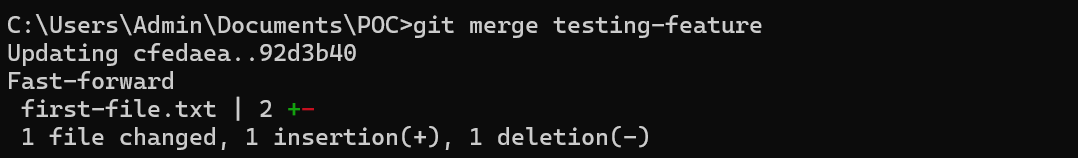 C:\Users\Admin\Documents\POC>git merge testing-feature
Updating cfedaea..92d3b40
Fast-forward
 first-file.txt | 2 +-
 1 file changed, 1 insertion(+), 1 deletion(-)